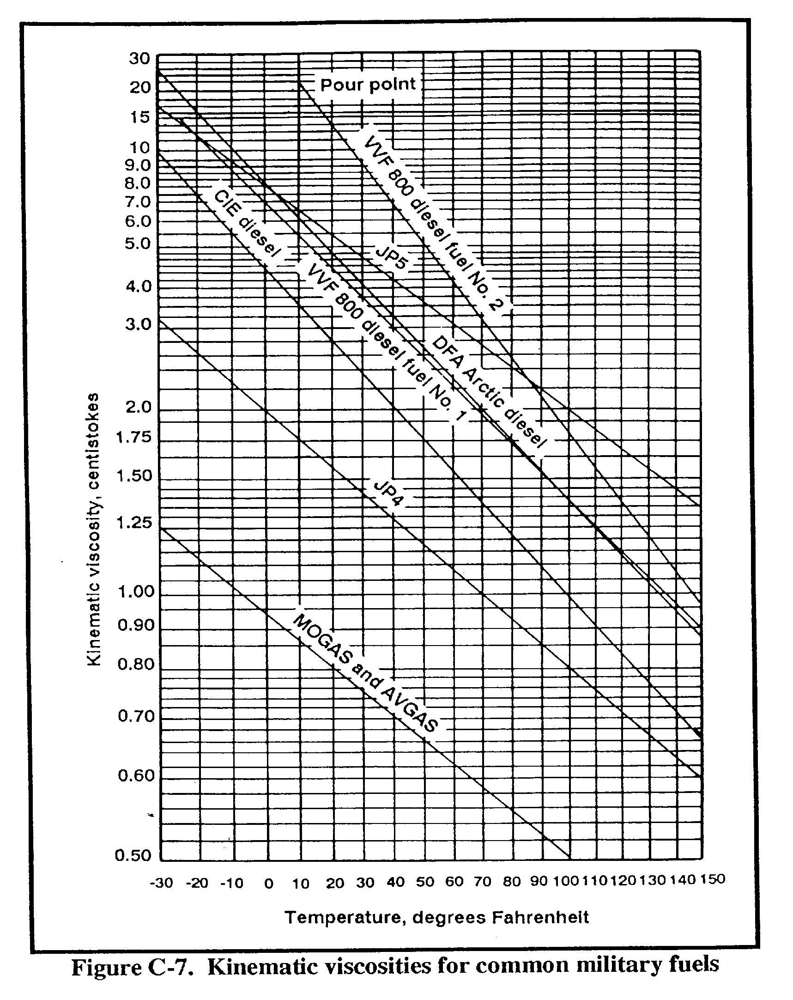 30
20
15
10
9.0
8.0
7.0
6.0
5.0
4.0
3.0
2.0
1.75
1.50
1.25
1.00
0.90
0.80
0.70
0.60
0.50
Kinematic viscosity, centistokes
Pour point
VVF 800 diesel fuel No. 2
CIE diesel
JP5
VVF 800 diesel fuel No. 1
DFA Arctic diesel
JP4
MOGAS and AVGAS
-30 -20 -10 0 10 20 30 40 50 60 70 80 90 100 110 120 130 140 150
Temperature, degrees Fahrenheit
Figure C-7. Kinematic viscosities for common military fuels